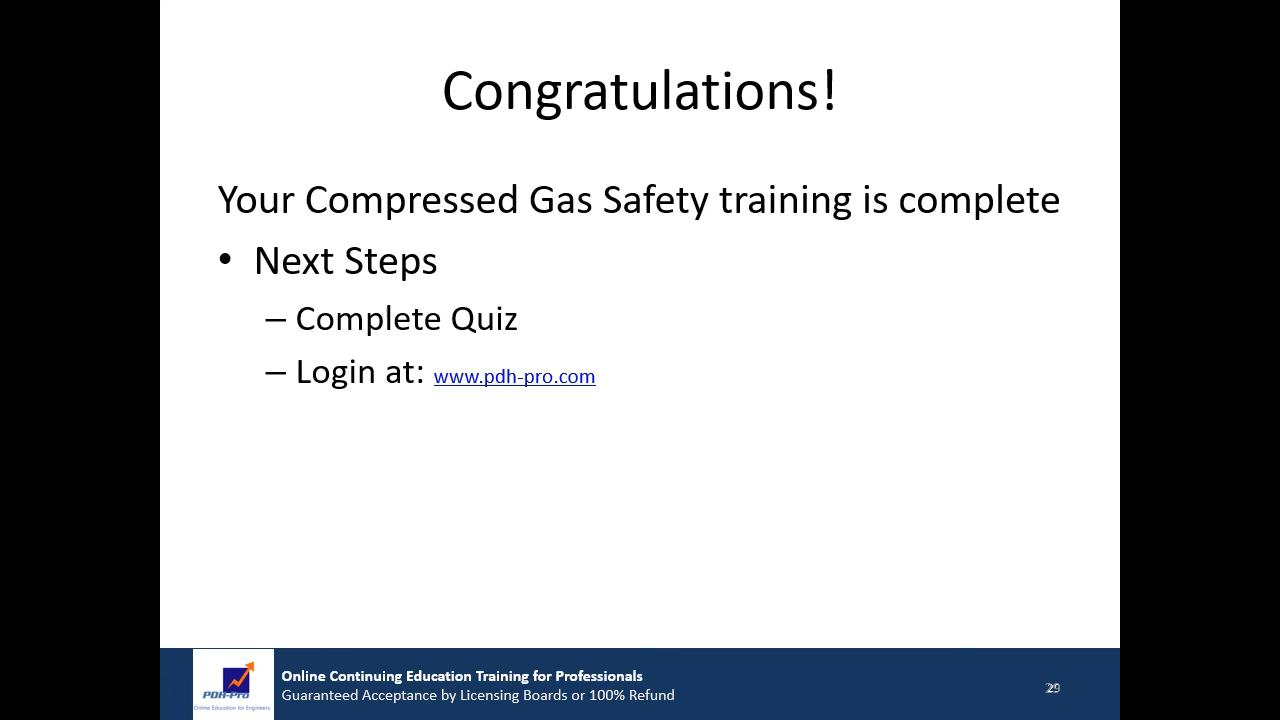 Congratulations!
Your Compressed Gas Safety training is complete
• Next Steps
– Complete Quiz
– Login at: www.pdh-pro.com
PDH-Pro
Online Education for Engineers
Online Continuing Education Training for Professionals
Guaranteed Acceptance by Licensing Boards or 100% Refund